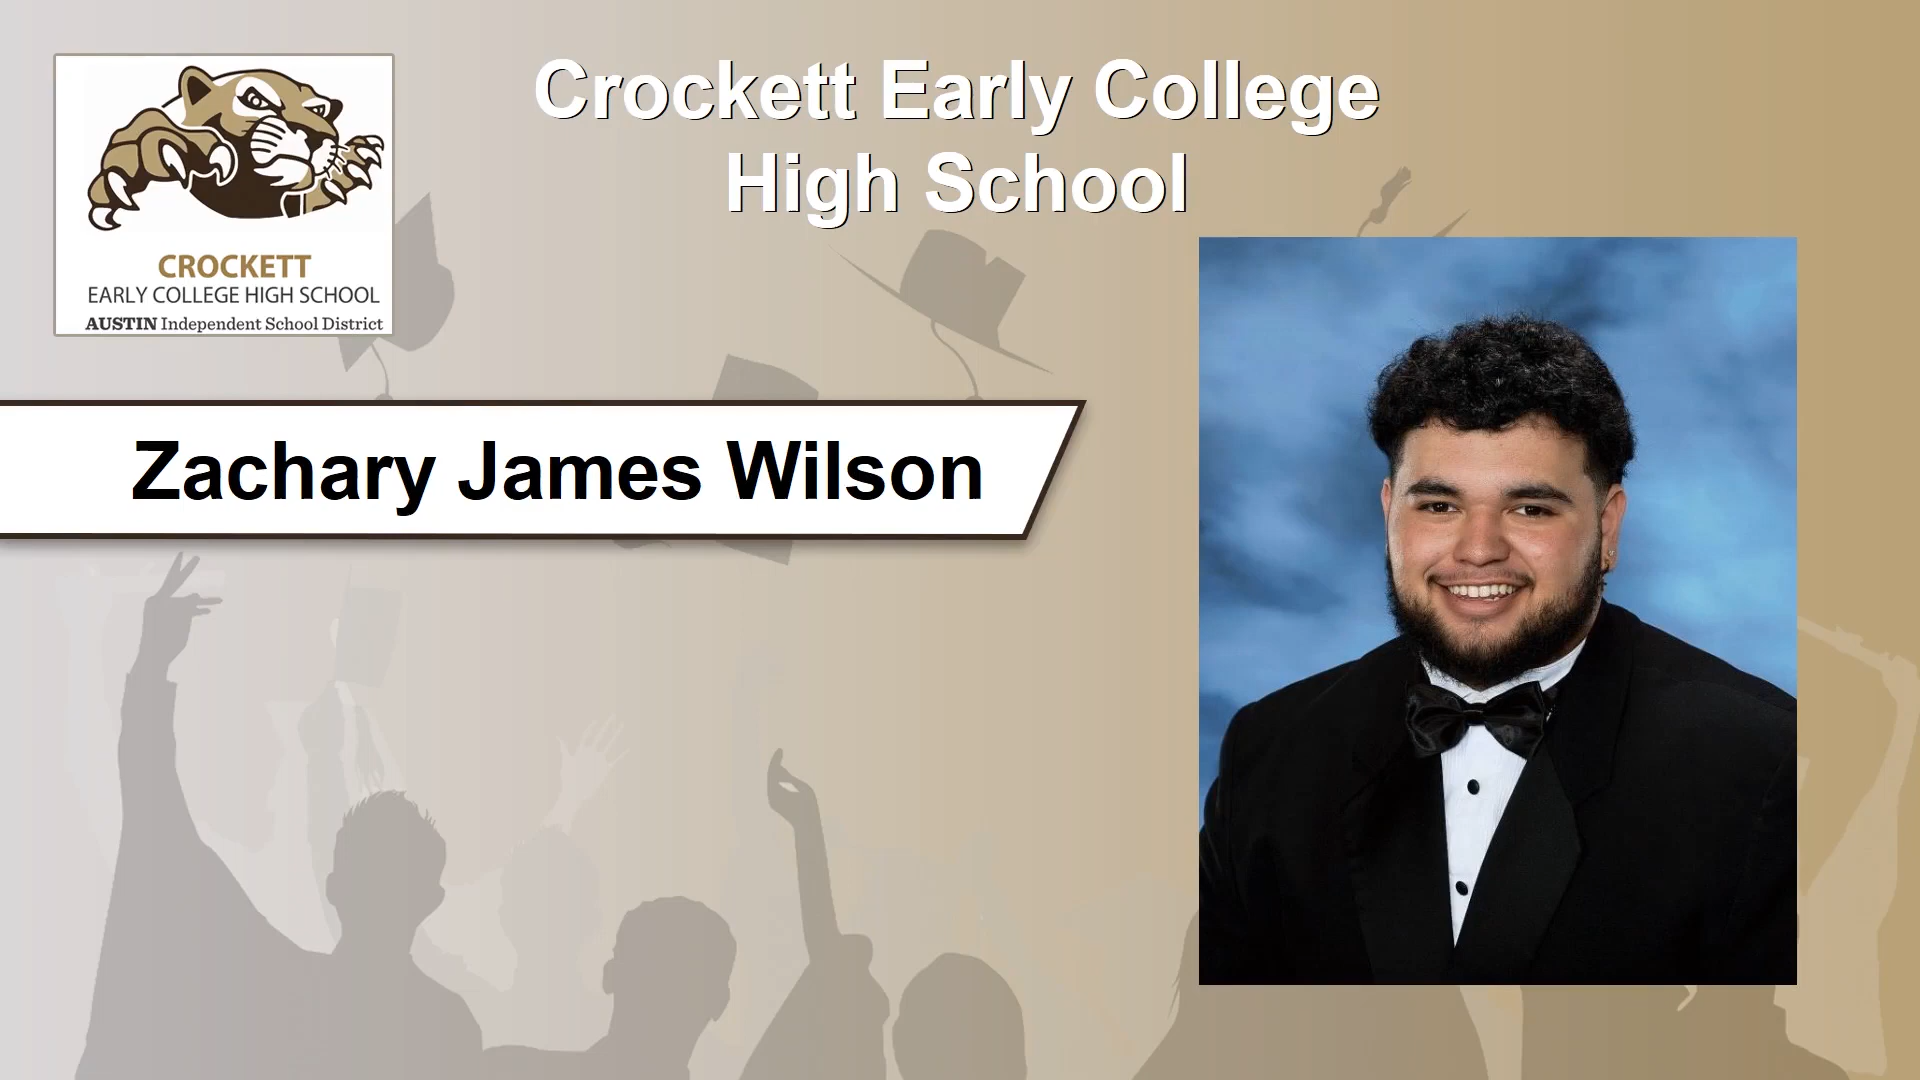 Crockett Early College
High School
CROCKETT
EARLY COLLEGE HIGH SCHOOL
AUSTIN Independent School District
Zachary James Wilson